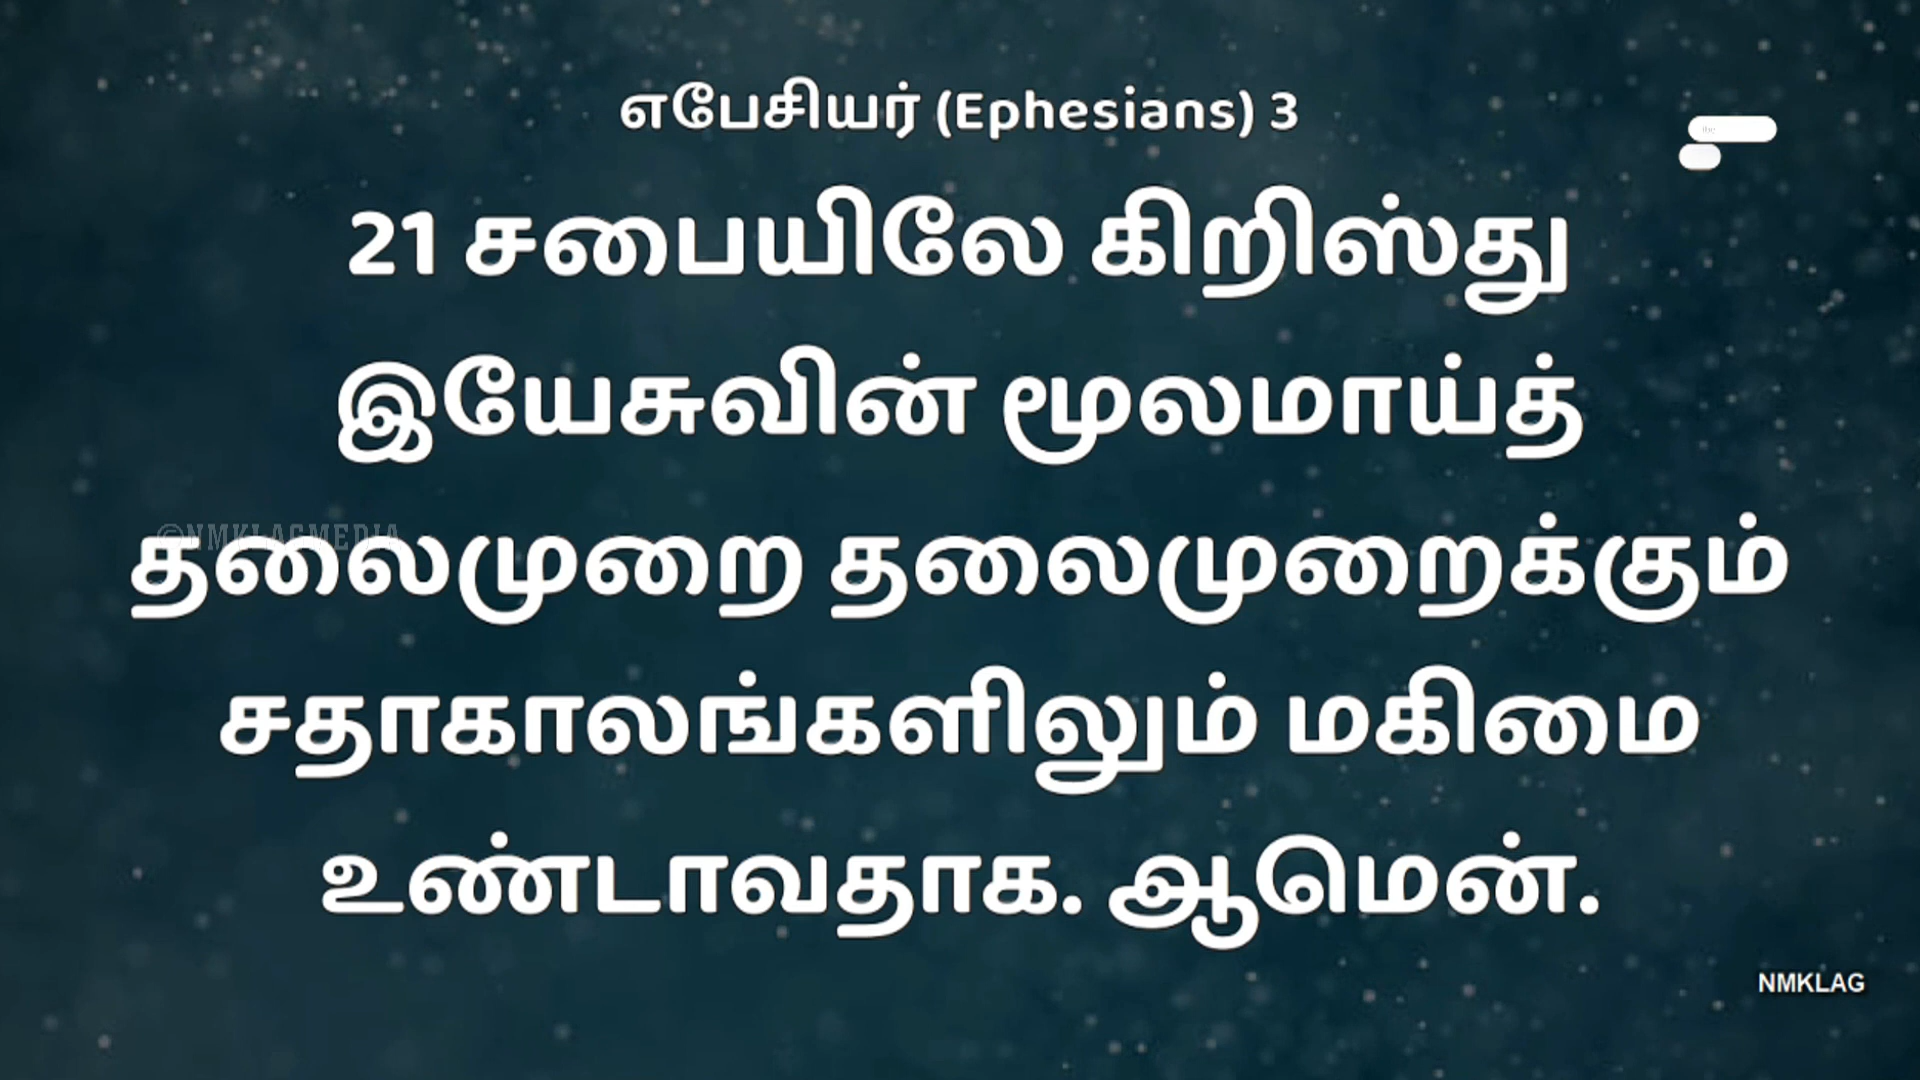 எபேசியர் (Ephesians) 3
the
21 சபையிலே கிறிஸ்து
இயேசுவின் மூலமாய்த்
@NMKLAGMEDIA
தலைமுறை தலைமுறைக்கும்
சதாகாலங்களிலும் மகிமை
உண்டாவதாக. ஆமென்.
NMKLAG